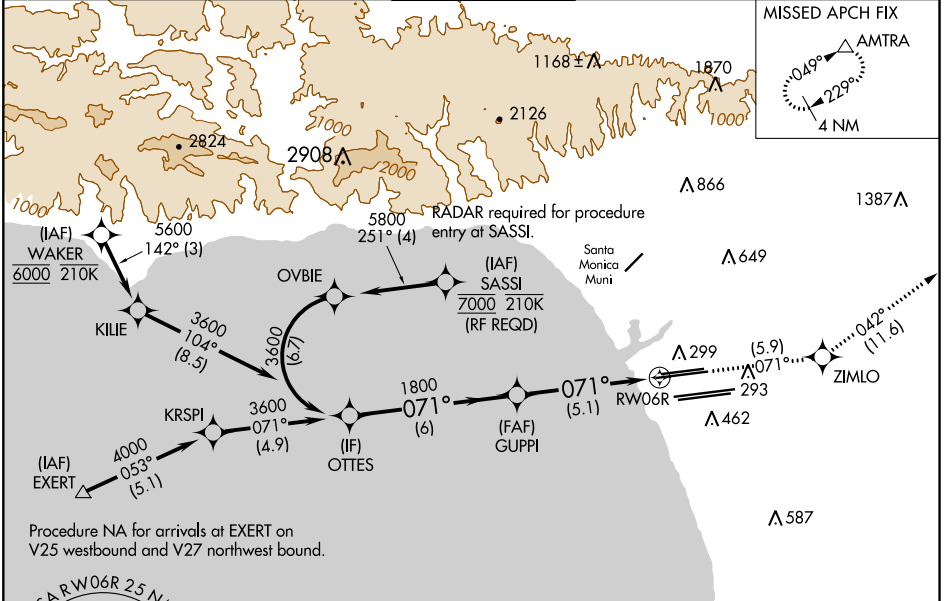 MISSED APCH FIX
AMTRA
049°
229°
4 NM
1168 ±
1870
1000
2126
1000
2824
2908
2000
1000
866
1387
(IAF)
WAKER
6000 210K
5600
142° (3)
5800
251° (4)
RADAR required for procedure
entry at SASSI.
Santa
Monica
Muni
649
OVBIE
(IAF)
SASSI
7000 210K
(RF REQD)
KILIE
3600
104°
(8.5)
3600
(6.7)
042°
(11.6)
299
(5.9)
071°
ZIMLO
RW06R
293
462
1800
071°
(6)
071°
(5.1)
KRSPI
3600
071°
(4.9)
(IF)
OTTES
(FAF)
GUPPI
4000
053°
(5.1)
(IAF)
EXERT
587
Procedure NA for arrivals at EXERT on
V25 westbound and V27 northwest bound.
RW06R 25